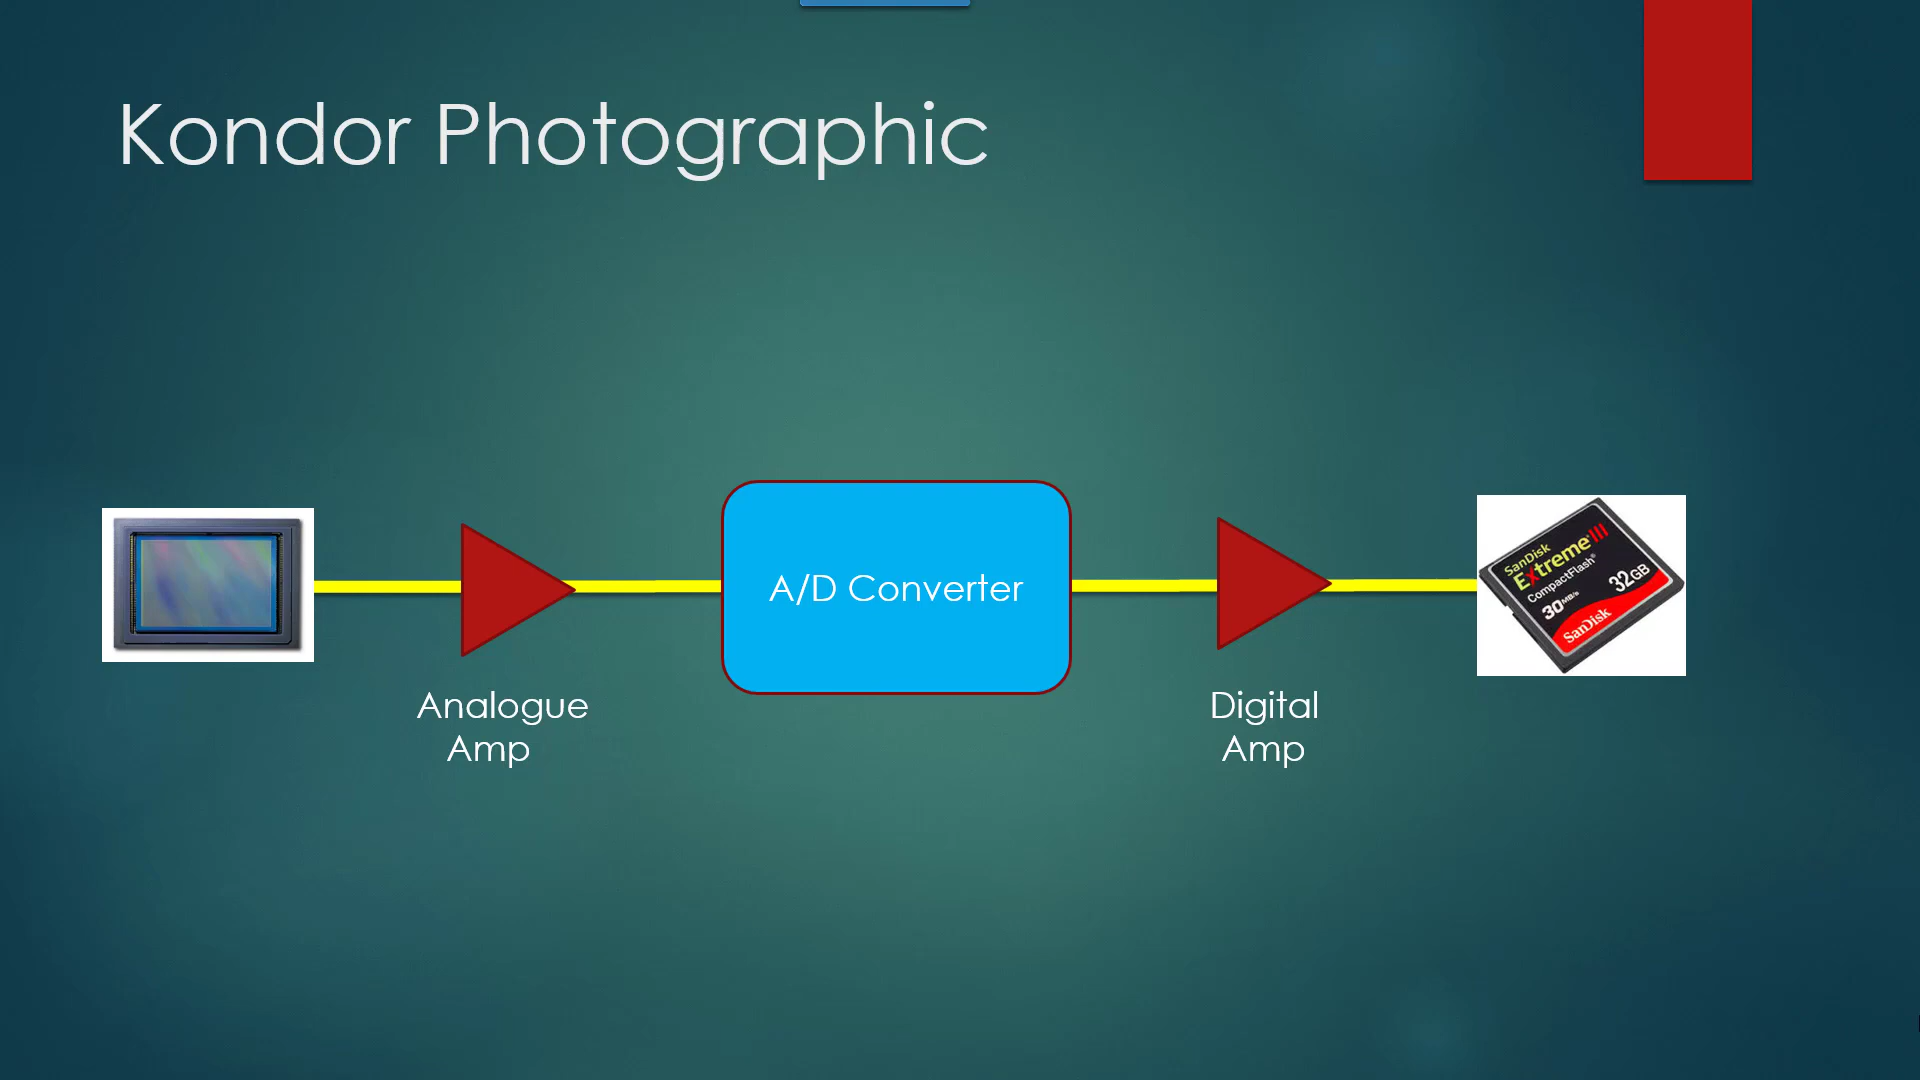 Kondor Photographic
A/D Converter
Analogue
Amp
Digital
Amp
SanDisk
Extreme III
CompactFlash®
30MB/s
32GB
SanDisk